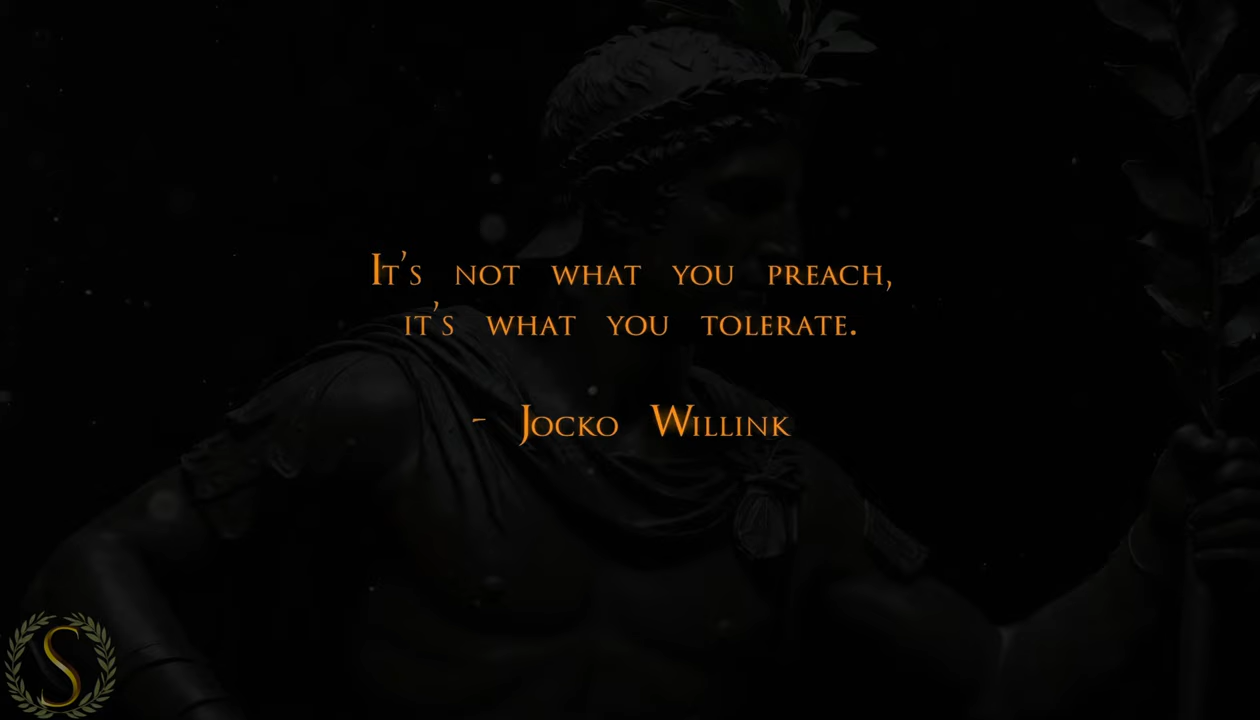 It's not what you preach,
it's what you tolerate.
- Jocko Willink
S